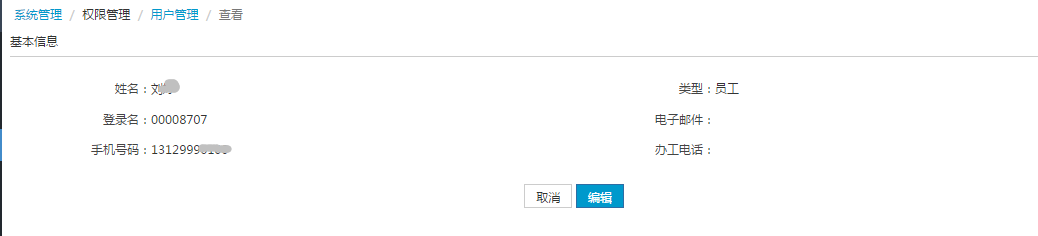 系统管理 / 权限管理 / 用户管理 / 查看
基本信息
姓名：刘 类型：员工
登录名：00008707 电子邮件：
手机号码：1312999 办工电话：
取消 编辑